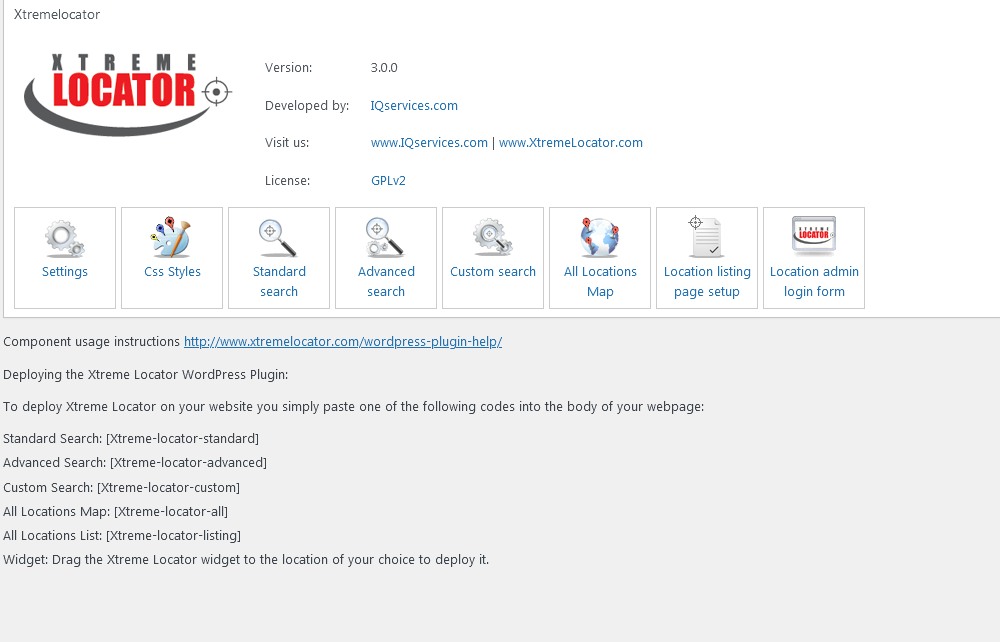 Xtremelocator
XTREME
LOCATOR
Version: 3.0.0
Developed by: IQservices.com
Visit us: www.IQservices.com | www.XtremeLocator.com
License: GPLv2
Settings
Css Styles
Standard
search
Advanced
search
Custom search
All Locations
Map
Location listing
page setup
LOCATOR
Location admin
login form
Component usage instructions http://www.xtremelocator.com/wordpress-plugin-help/
Deploying the Xtreme Locator WordPress Plugin:
To deploy Xtreme Locator on your website you simply paste one of the following codes into the body of your webpage:
Standard Search: [Xtreme-locator-standard]
Advanced Search: [Xtreme-locator-advanced]
Custom Search: [Xtreme-locator-custom]
All Locations Map: [Xtreme-locator-all]
All Locations List: [Xtreme-locator-listing]
Widget: Drag the Xtreme Locator widget to the location of your choice to deploy it.